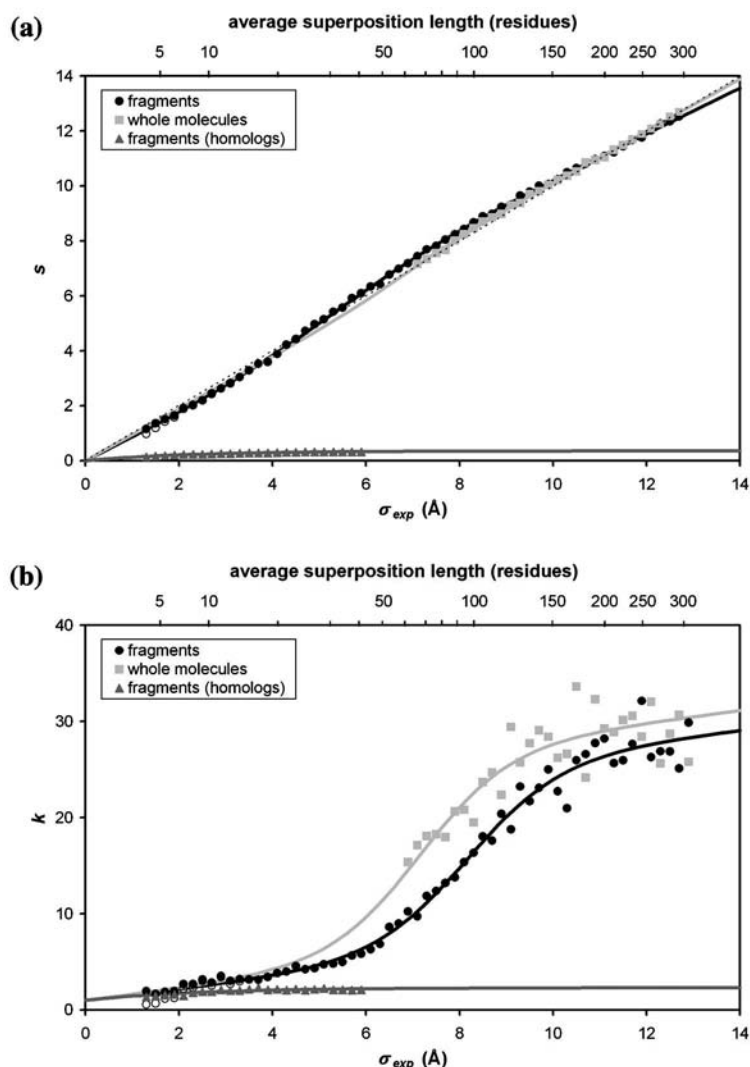 (a)
average superposition length (residues)
5 10 50 100 150 200 250 300
14
12
10
8
6
4
2
0
s
fragments
whole molecules
fragments (homologs)
0 2 4 6 8 10 12 14
σexp (Å)
(b)
average superposition length (residues)
5 10 50 100 150 200 250 300
40
30
20
10
0
k
fragments
whole molecules
fragments (homologs)
0 2 4 6 8 10 12 14
σexp (Å)